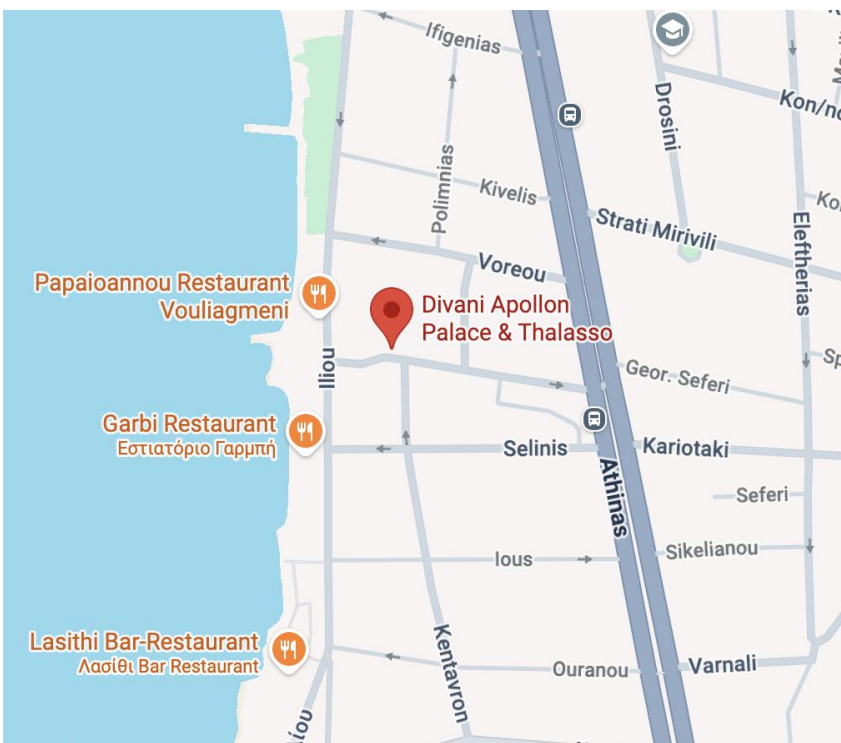 Ifigenias
Drosini
Kon/no
Polimnias
Kivelis
Strati Mirivili
Ko
Eleftherias
Voreou
Papaioannou Restaurant
Vouliagmeni
Divani Apollon
Palace & Thalasso
Iliou
Geor. Seferi
Sp
Garbi Restaurant
Εστιατόριο Γαρμπή
Selinis
Kariotaki
Athinas
Seferi
Ious
Sikelianou
Lasithi Bar-Restaurant
Λασίθι Bar Restaurant
Kentavron
Ouranou
Varnali
λίου